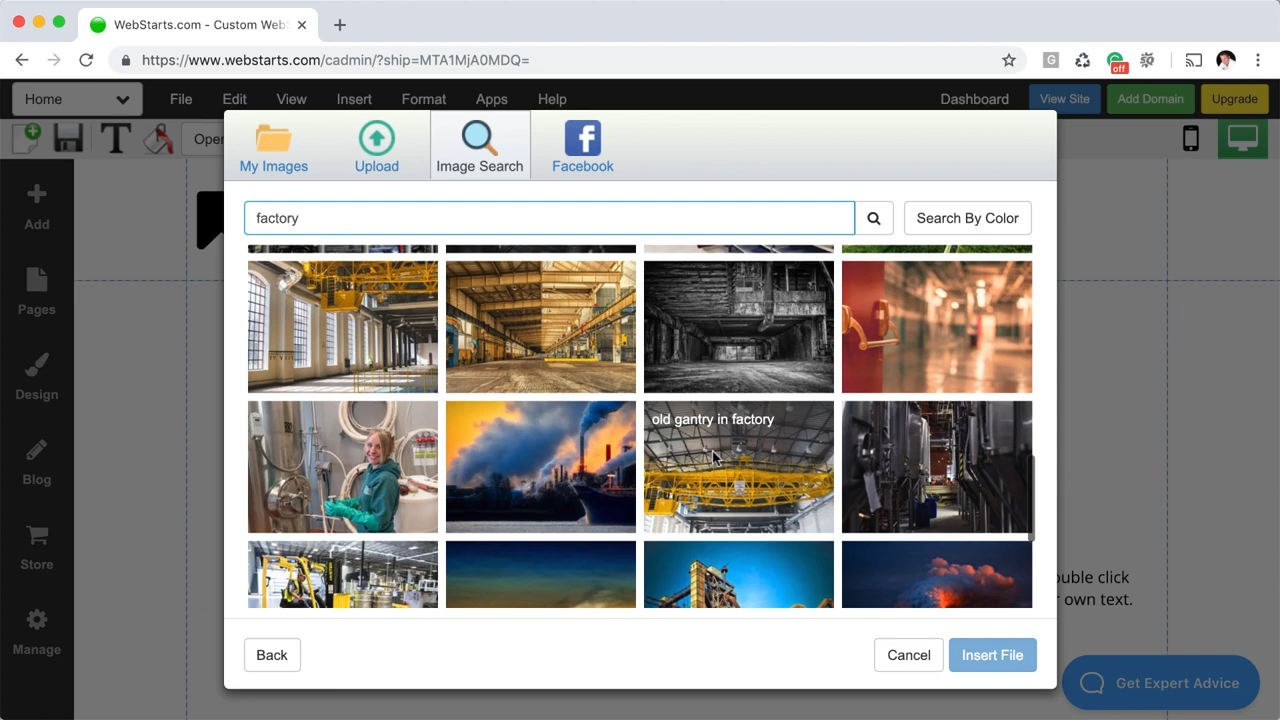 WebStarts.com - Custom Web
https://www.webstarts.com/cadmin/?ship=MTA1MjA0MDQ=
G
off
Home
File
Edit
View
Insert
Format
Apps
Help
Dashboard
View Site
Add Domain
Upgrade
T
Open
My Images
Upload
Image Search
Facebook
factory
Search By Color
Add
Pages
Design
Blog
Store
Manage
old gantry in factory
ouble click
own text.
Back
Cancel
Insert File
Get Expert Advice